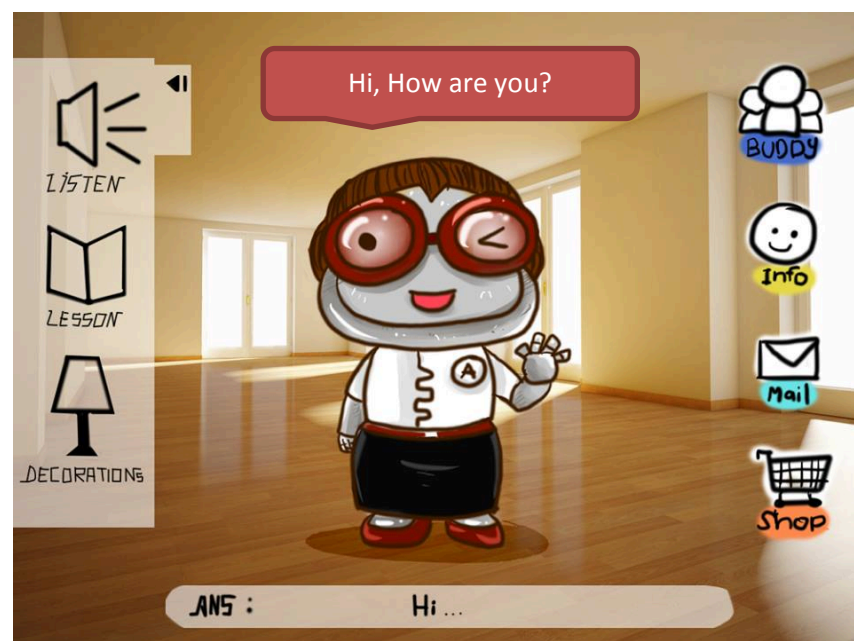 Hi, How are you?
LISTEN
LESSON
DECORATIONS
A
BUDDY
Info
Mail
Shop
ANS : Hi ...